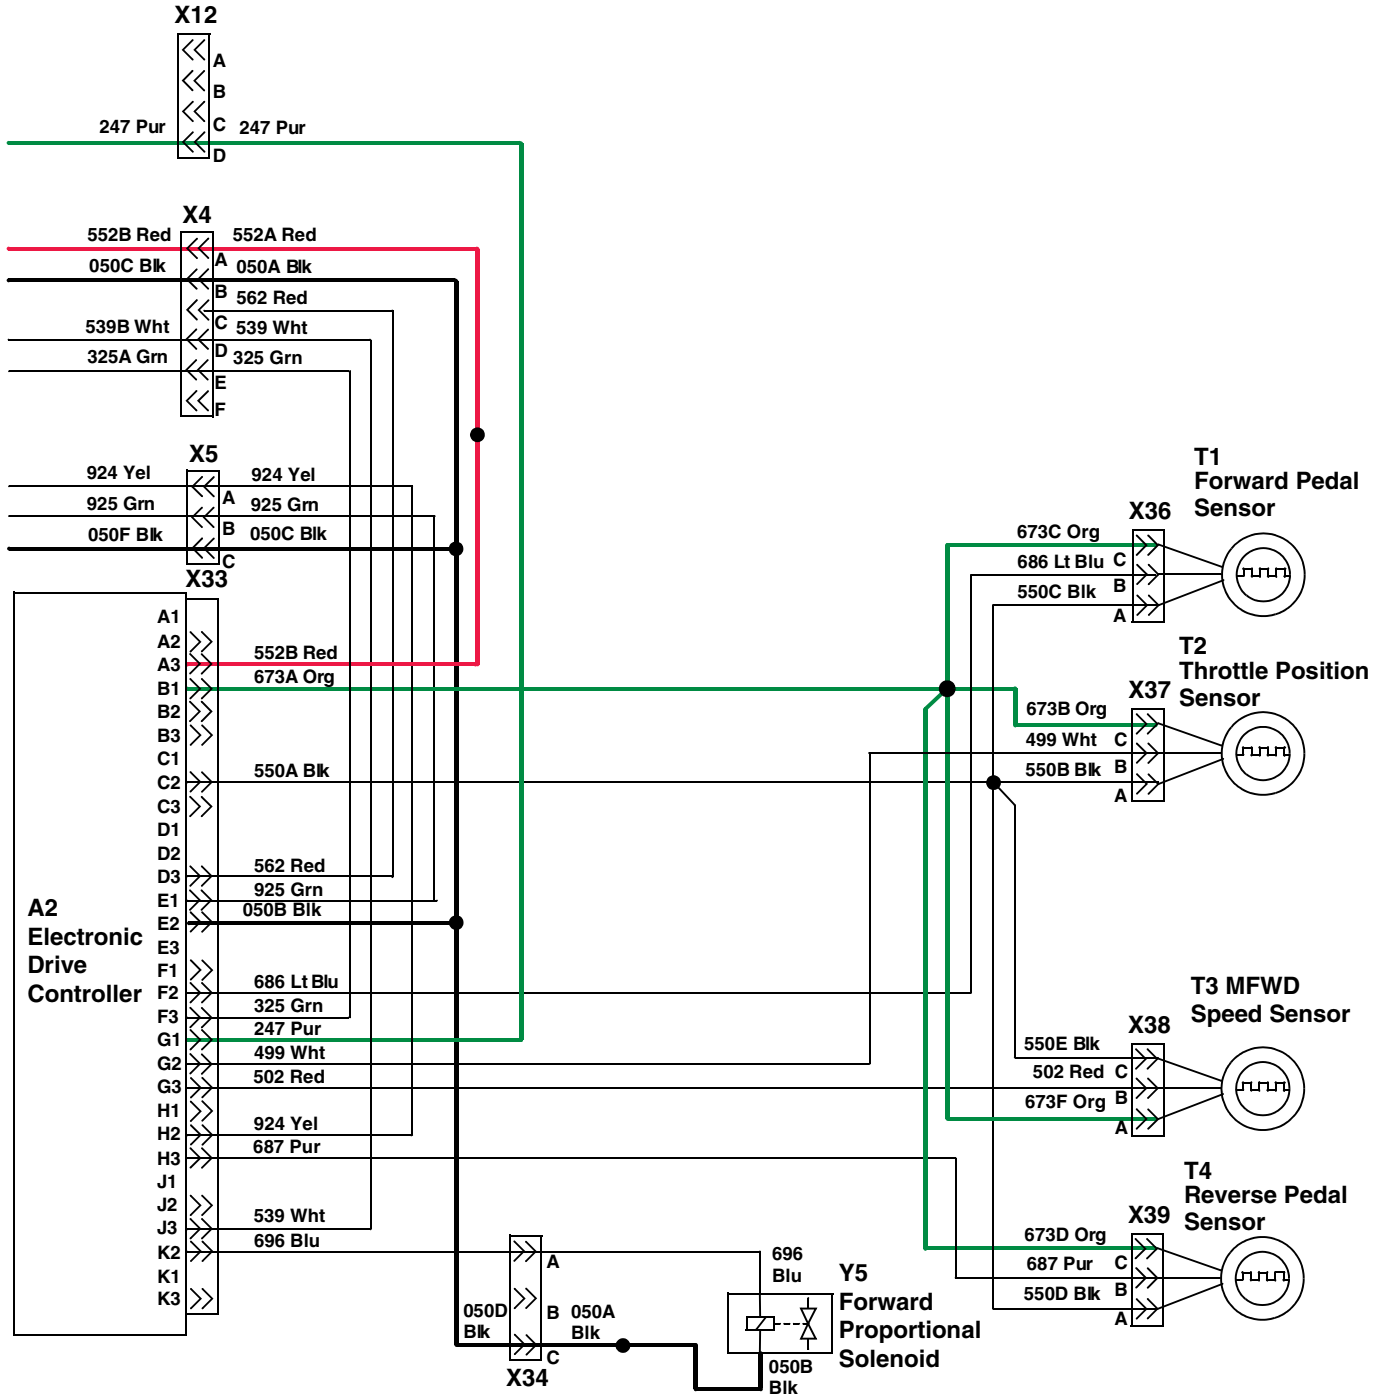 X12
A
B
C
D
247 Pur
247 Pur
X4
552B Red
552A Red
A
050C Blk
050A Blk
B
562 Red
C
539B Wht
539 Wht
D
325A Grn
325 Grn
E
F
X5
924 Yel
924 Yel
A
925 Grn
925 Grn
B
050F Blk
050C Blk
C
X33
A1
A2
A3
552B Red
B1
673A Org
B2
B3
C1
C2
550A Blk
C3
D1
D2
D3
562 Red
E1
925 Grn
E2
050B Blk
E3
F1
F2
686 Lt Blu
F3
325 Grn
G1
247 Pur
G2
499 Wht
G3
502 Red
H1
H2
924 Yel
H3
687 Pur
J1
J2
J3
539 Wht
K2
696 Blu
K1
K3
A2
Electronic
Drive
Controller
T1
Forward Pedal
Sensor
X36
673C Org
C
686 Lt Blu
B
550C Blk
A
T2
Throttle Position
Sensor
X37
673B Org
C
499 Wht
B
550B Blk
A
T3 MFWD
Speed Sensor
X38
550E Blk
C
502 Red
B
673F Org
A
T4
Reverse Pedal
Sensor
X39
673D Org
C
687 Pur
B
550D Blk
A
A
B
C
X34
050D
Blk
050A
Blk
696
Blu
050B
Blk
Y5
Forward
Proportional
Solenoid